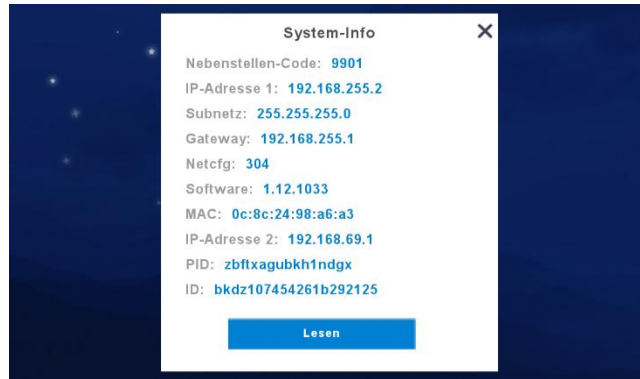 System-Info
Nebenstellen-Code: 9901
IP-Adresse 1: 192.168.255.2
Subnetz: 255.255.255.0
Gateway: 192.168.255.1
Netcfg: 304
Software: 1.12.1033
MAC: 0c:8c:24:98:a6:a3
IP-Adresse 2: 192.168.69.1
PID: zbftxagubkh1ndgx
ID: bkdz107454261b292125
Lesen